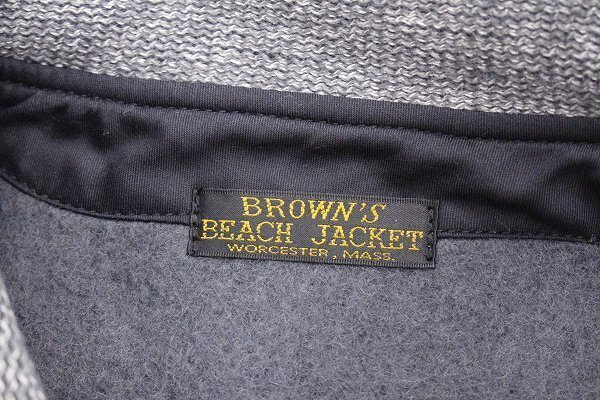 BROWN'S
BEACH JACKET
WORCESTER, MASS.